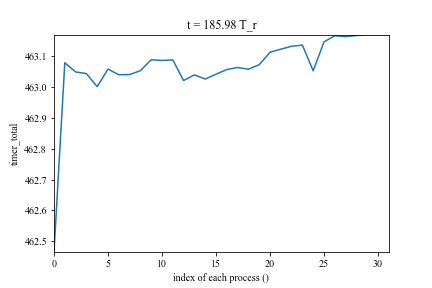 t = 185.98 T_r
463.1
463.0
462.9
462.8
462.7
462.6
462.5
timer_total
0 5 10 15 20 25 30
index of each process ()